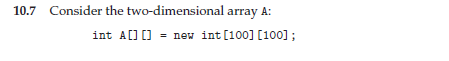 10.7 Consider the two-dimensional array A:
int A[][] = new int[100][100];